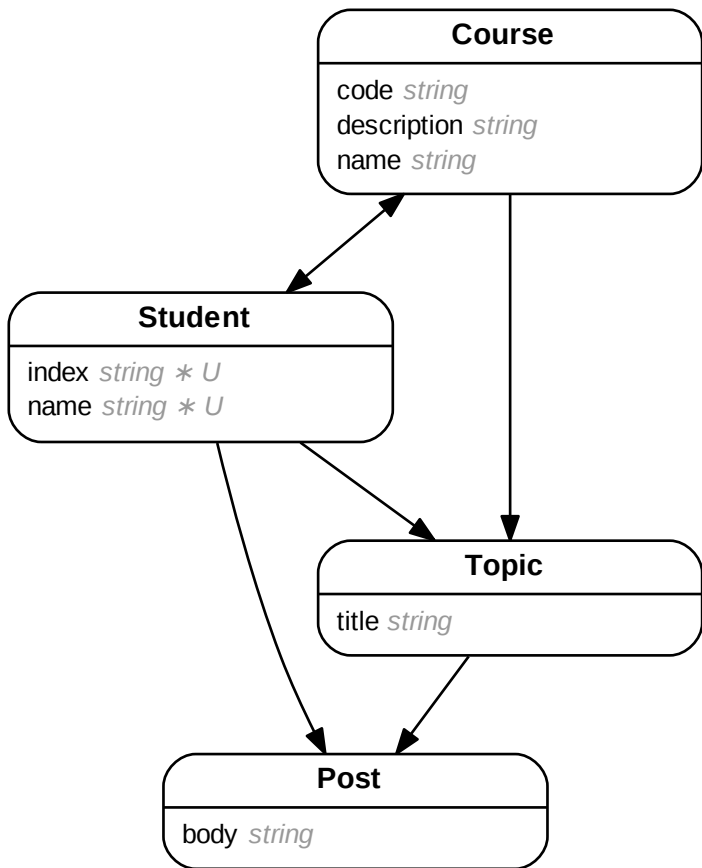 Course
code string
description string
name string
Student
index string ∗ U
name string ∗ U
Topic
title string
Post
body string